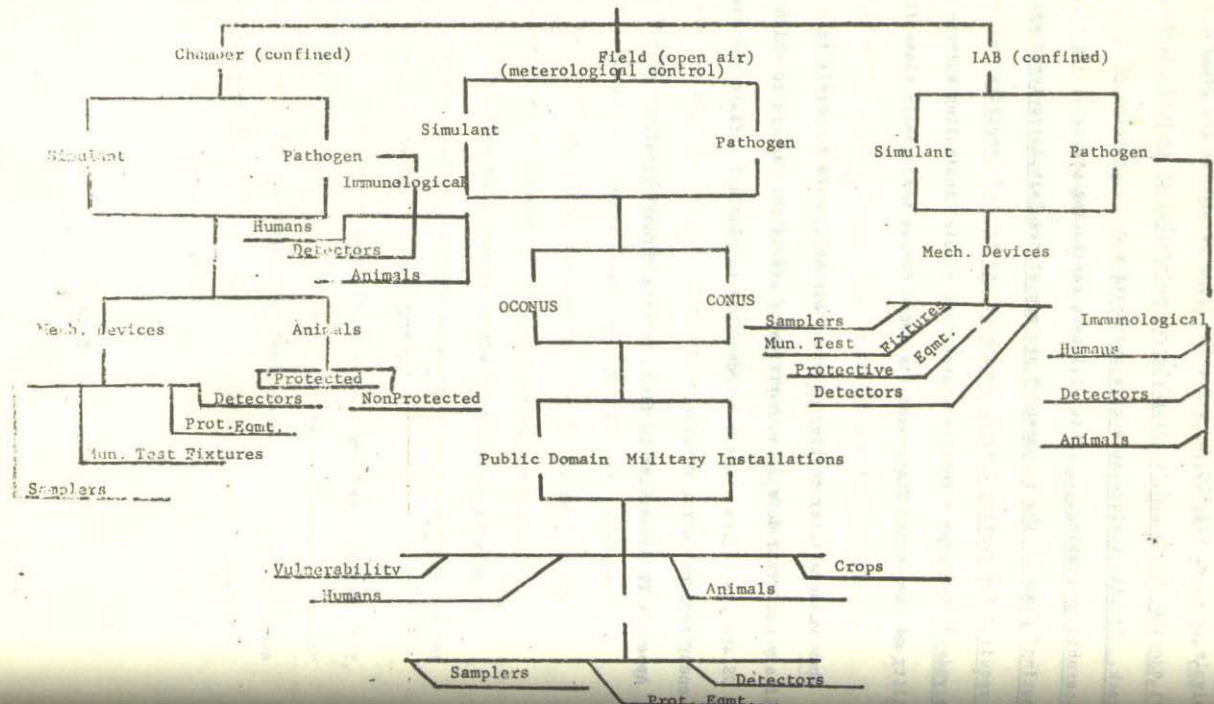 Chamber (confined)
Field (open air)
(meterological control)
LAB (confined)
Simulant
Pathogen
Immunological
Humans
Detectors
Animals
Mech. devices
Animals
Protected
NonProtected
Detectors
Prot.Eqmt.
Mun. Test Fixtures
Samplers
Simulant
Pathogen
OCONUS
CONUS
Public Domain
Military Installations
Vulnerability
Humans
Animals
Crops
Samplers
Prot. Eqmt.
Detectors
Simulant
Pathogen
Mech. Devices
Samplers
Mun. Test Fixtures
Protective Eqmt.
Detectors
Immunological
Humans
Detectors
Animals